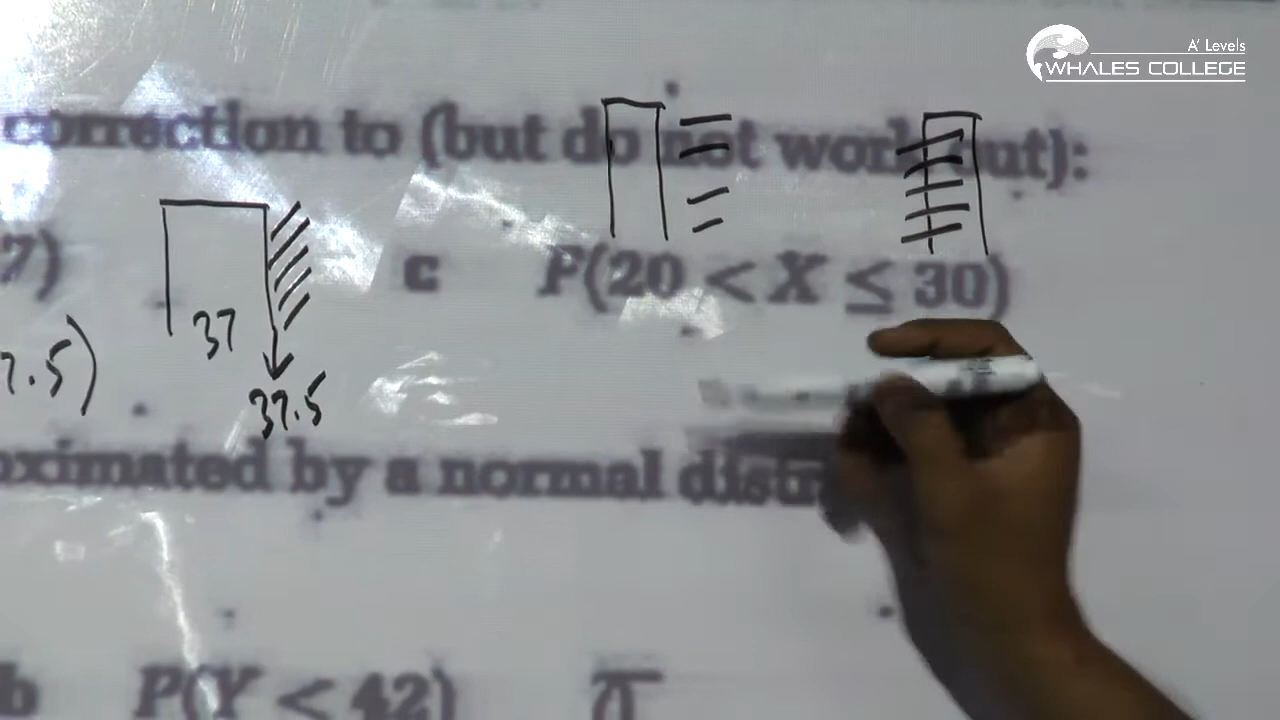 A' Levels
WHALES COLLEGE
correction to (but do not work out):
7) c P(20 < X ≤ 30)
37
7.5)
37.5
oximated by a normal distr
b P(Y < 42)